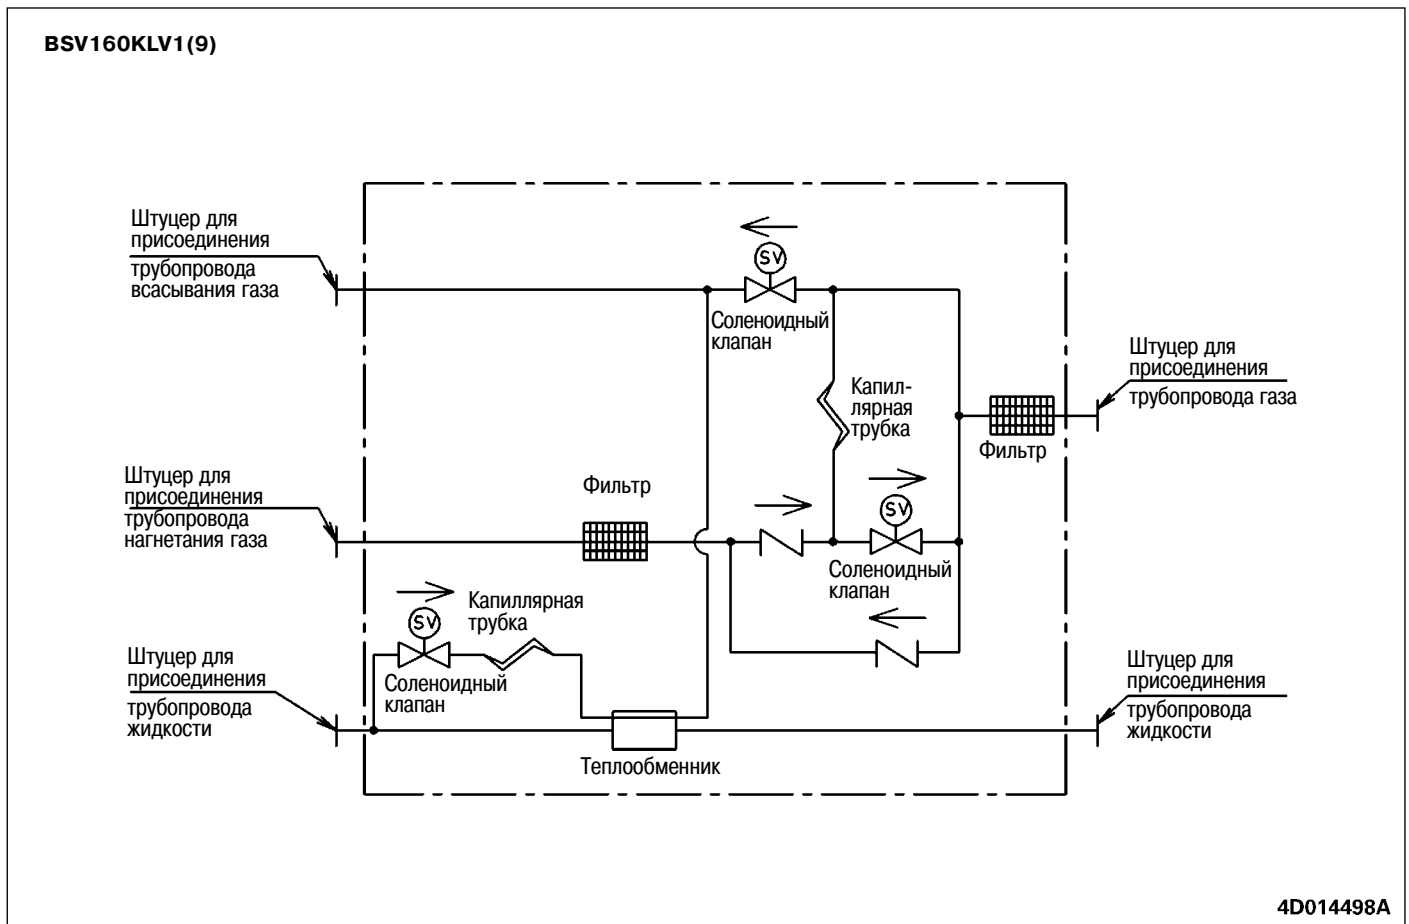 BSV160KLV1(9)
Штуцер для
присоединения
трубопровода
всасывания газа
SV
Соленоидный
клапан
Капил-
лярная
трубка
Штуцер для
присоединения
трубопровода газа
Фильтр
Штуцер для
присоединения
трубопровода
нагнетания газа
Фильтр
SV
Соленоидный
клапан
SV
Капиллярная
трубка
Соленоидный
клапан
Штуцер для
присоединения
трубопровода
жидкости
Теплообменник
Штуцер для
присоединения
трубопровода
жидкости
4D014498A